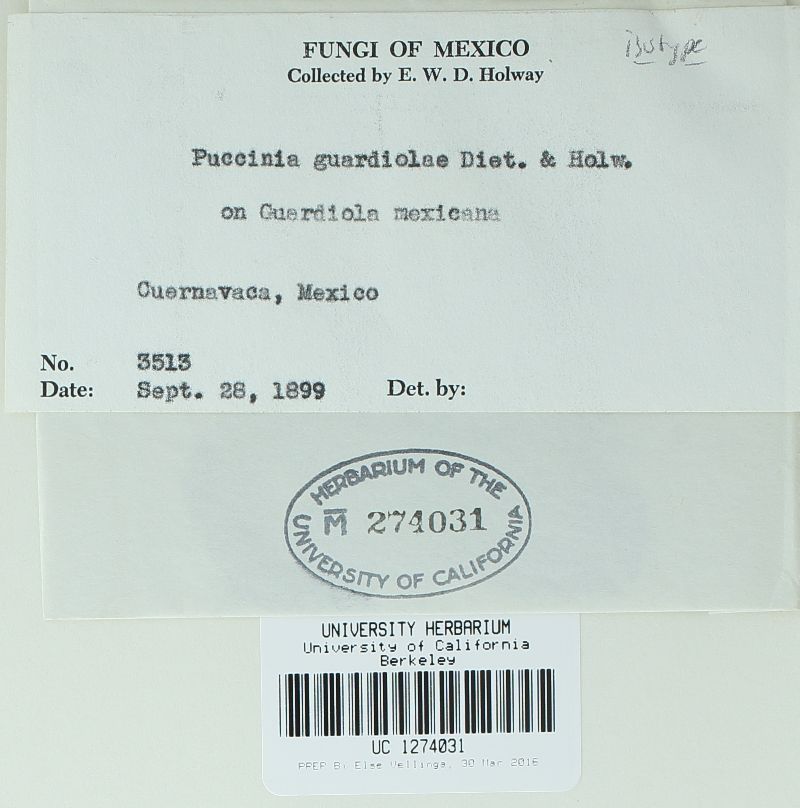 FUNGI OF MEXICO
Isotype
Collected by E. W. D. Holway
Puccinia guardiolae Diet. & Holw.
on Guardiola mexicana
Cuernavaca, Mexico
No. 3513
Date: Sept. 28, 1899 Det. by:
HERBARIUM OF THE
M 274031
UNIVERSITY OF CALIFORNIA
UNIVERSITY HERBARIUM
University of California
Berkeley
UC 1274031
PREP By Else Vellinga, 30 Mar 2016